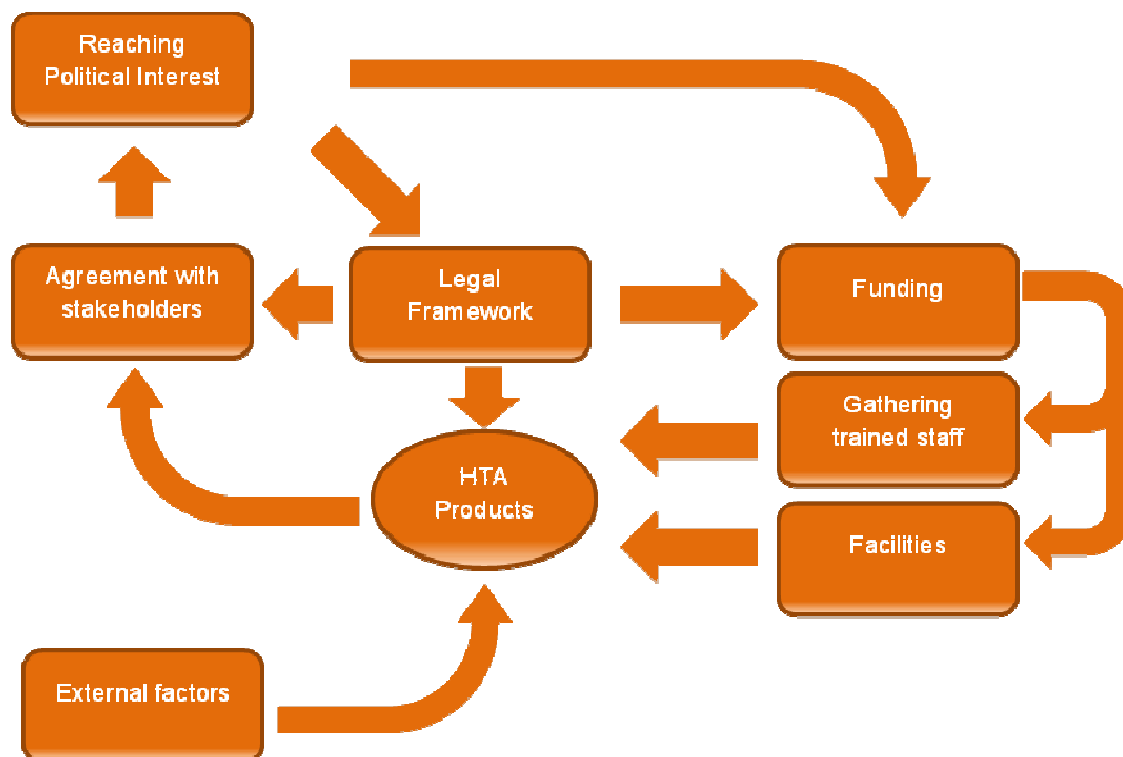 Reaching
Political Interest
Agreement with
stakeholders
Legal
Framework
Funding
Gathering
trained staff
HTA
Products
Facilities
External factors